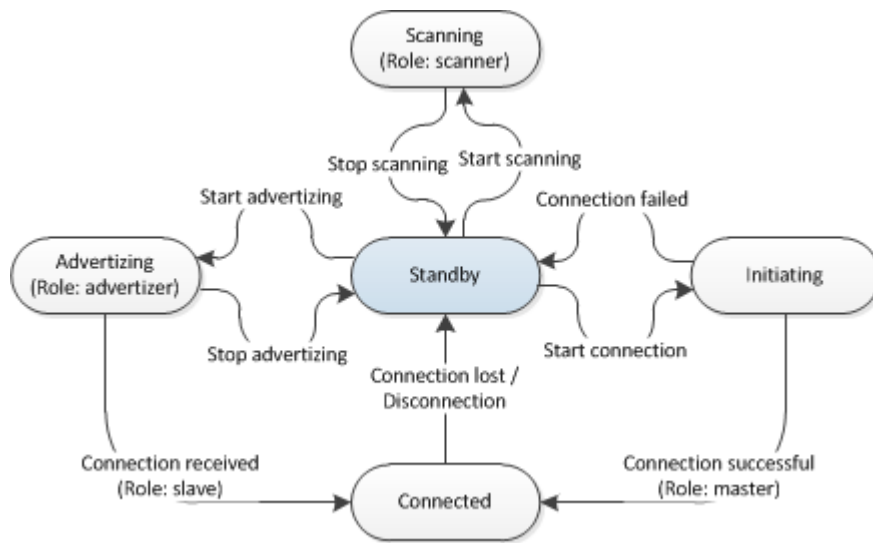 Scanning
(Role: scanner)
Stop scanning
Start scanning
Start advertizing
Connection failed
Advertizing
(Role: advertizer)
Standby
Initiating
Stop advertizing
Start connection
Connection lost /
Disconnection
Connection received
(Role: slave)
Connected
Connection successful
(Role: master)